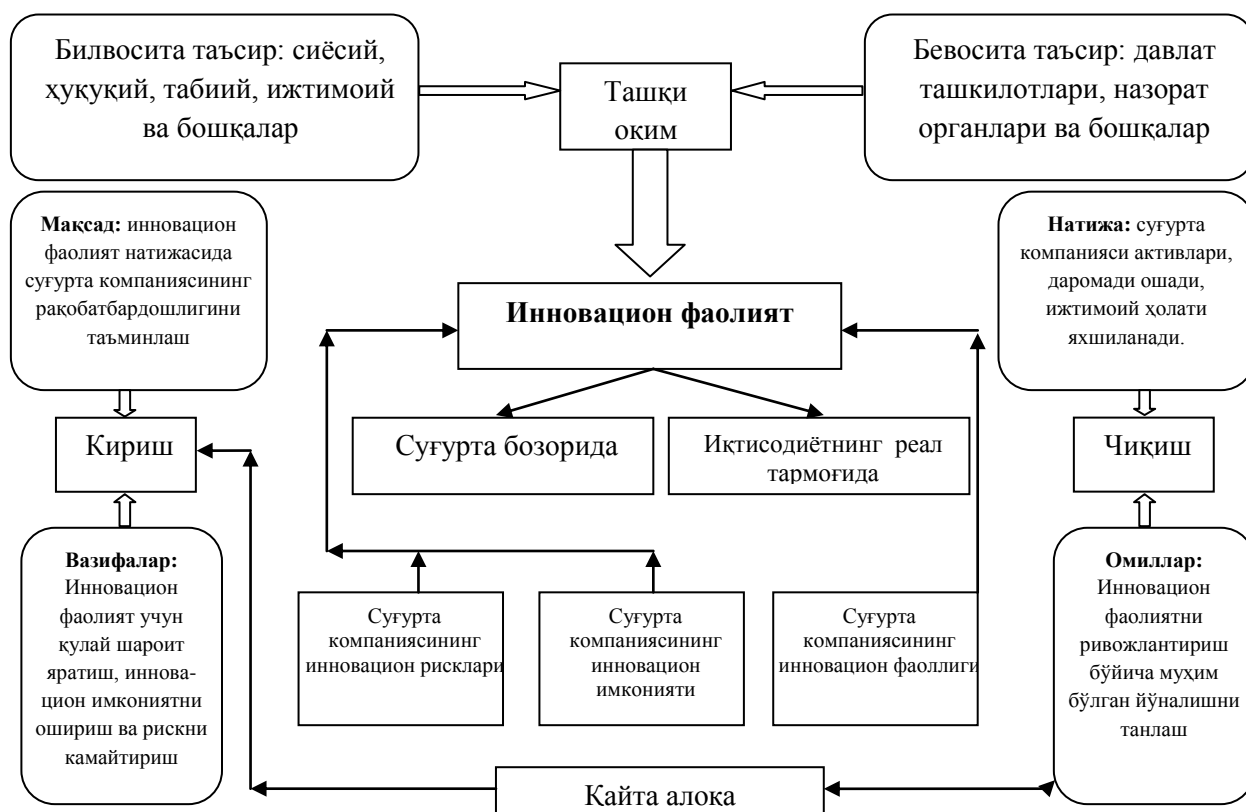 Билвосита таъсир: сиёсий,
ҳуқуқий, табиий, ижтимоий
ва бошқалар
Ташқи
оқим
Бевосита таъсир: давлат
ташкилотлари, назорат
органлари ва бошқалар
Мақсад: инновацион
фаолият натижасида
суғурта компаниясининг
рақобатбардошлигини
таъминлаш
Натижа: суғурта
компанияси активлари,
даромади ошади,
ижтимоий ҳолати
яхшиланади.
Инновацион фаолият
Кириш
Суғурта бозорида
Иқтисодиётнинг реал
тармоғида
Чиқиш
Вазифалар:
Инновацион
фаолият учун
қулай шароит
яратиш, иннова-
цион имкониятни
ошириш ва рискни
камайтириш
Суғурта
компаниясининг
инновацион рисклари
Суғурта
компаниясининг
инновацион
имконияти
Суғурта
компаниясининг
инновацион фаоллиги
Омиллар:
Инновацион
фаолиятни
ривожлантириш
бўйича муҳим
бўлган йўналишни
танлаш
Қайта алоқа